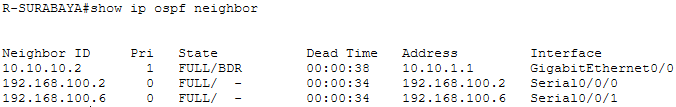 R-SURABAYA#show ip ospf neighbor
Neighbor ID Pri State Dead Time Address Interface
10.10.10.2 1 FULL/BDR 00:00:38 10.10.1.1 GigabitEthernet0/0
192.168.100.2 0 FULL/ - 00:00:34 192.168.100.2 Serial0/0/0
192.168.100.6 0 FULL/ - 00:00:34 192.168.100.6 Serial0/0/1